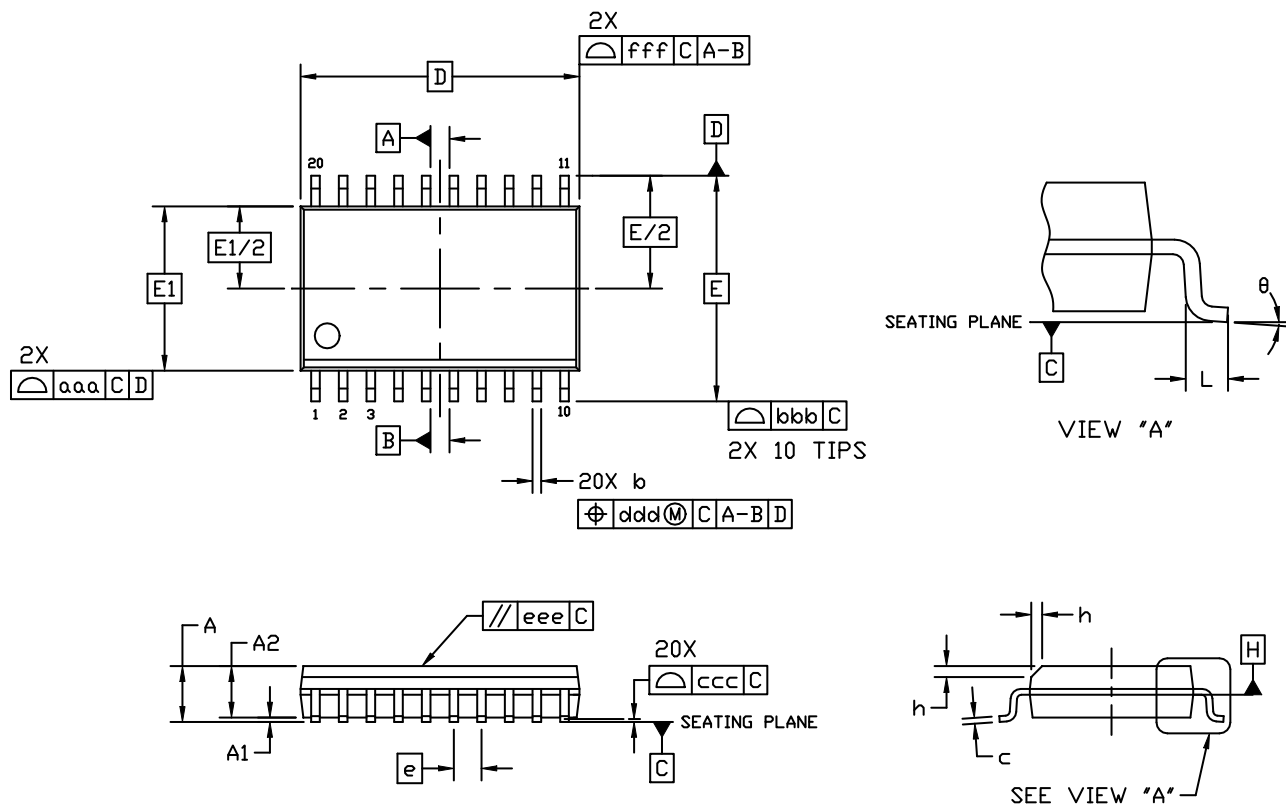 2X
⌓ fff C A-B
D
A
D
20
11
E1/2
E/2
E1
E
2X
⌓ aaa C D
1 2 3
10
B
⌓ bbb C
2X 10 TIPS
20X b
⌖ ddd Ⓜ C A-B D
θ
SEATING PLANE
C
L
VIEW "A"
// eee C
A
A2
20X
⌓ ccc C
SEATING PLANE
A1
e
C
h
H
h
c
SEE VIEW "A"